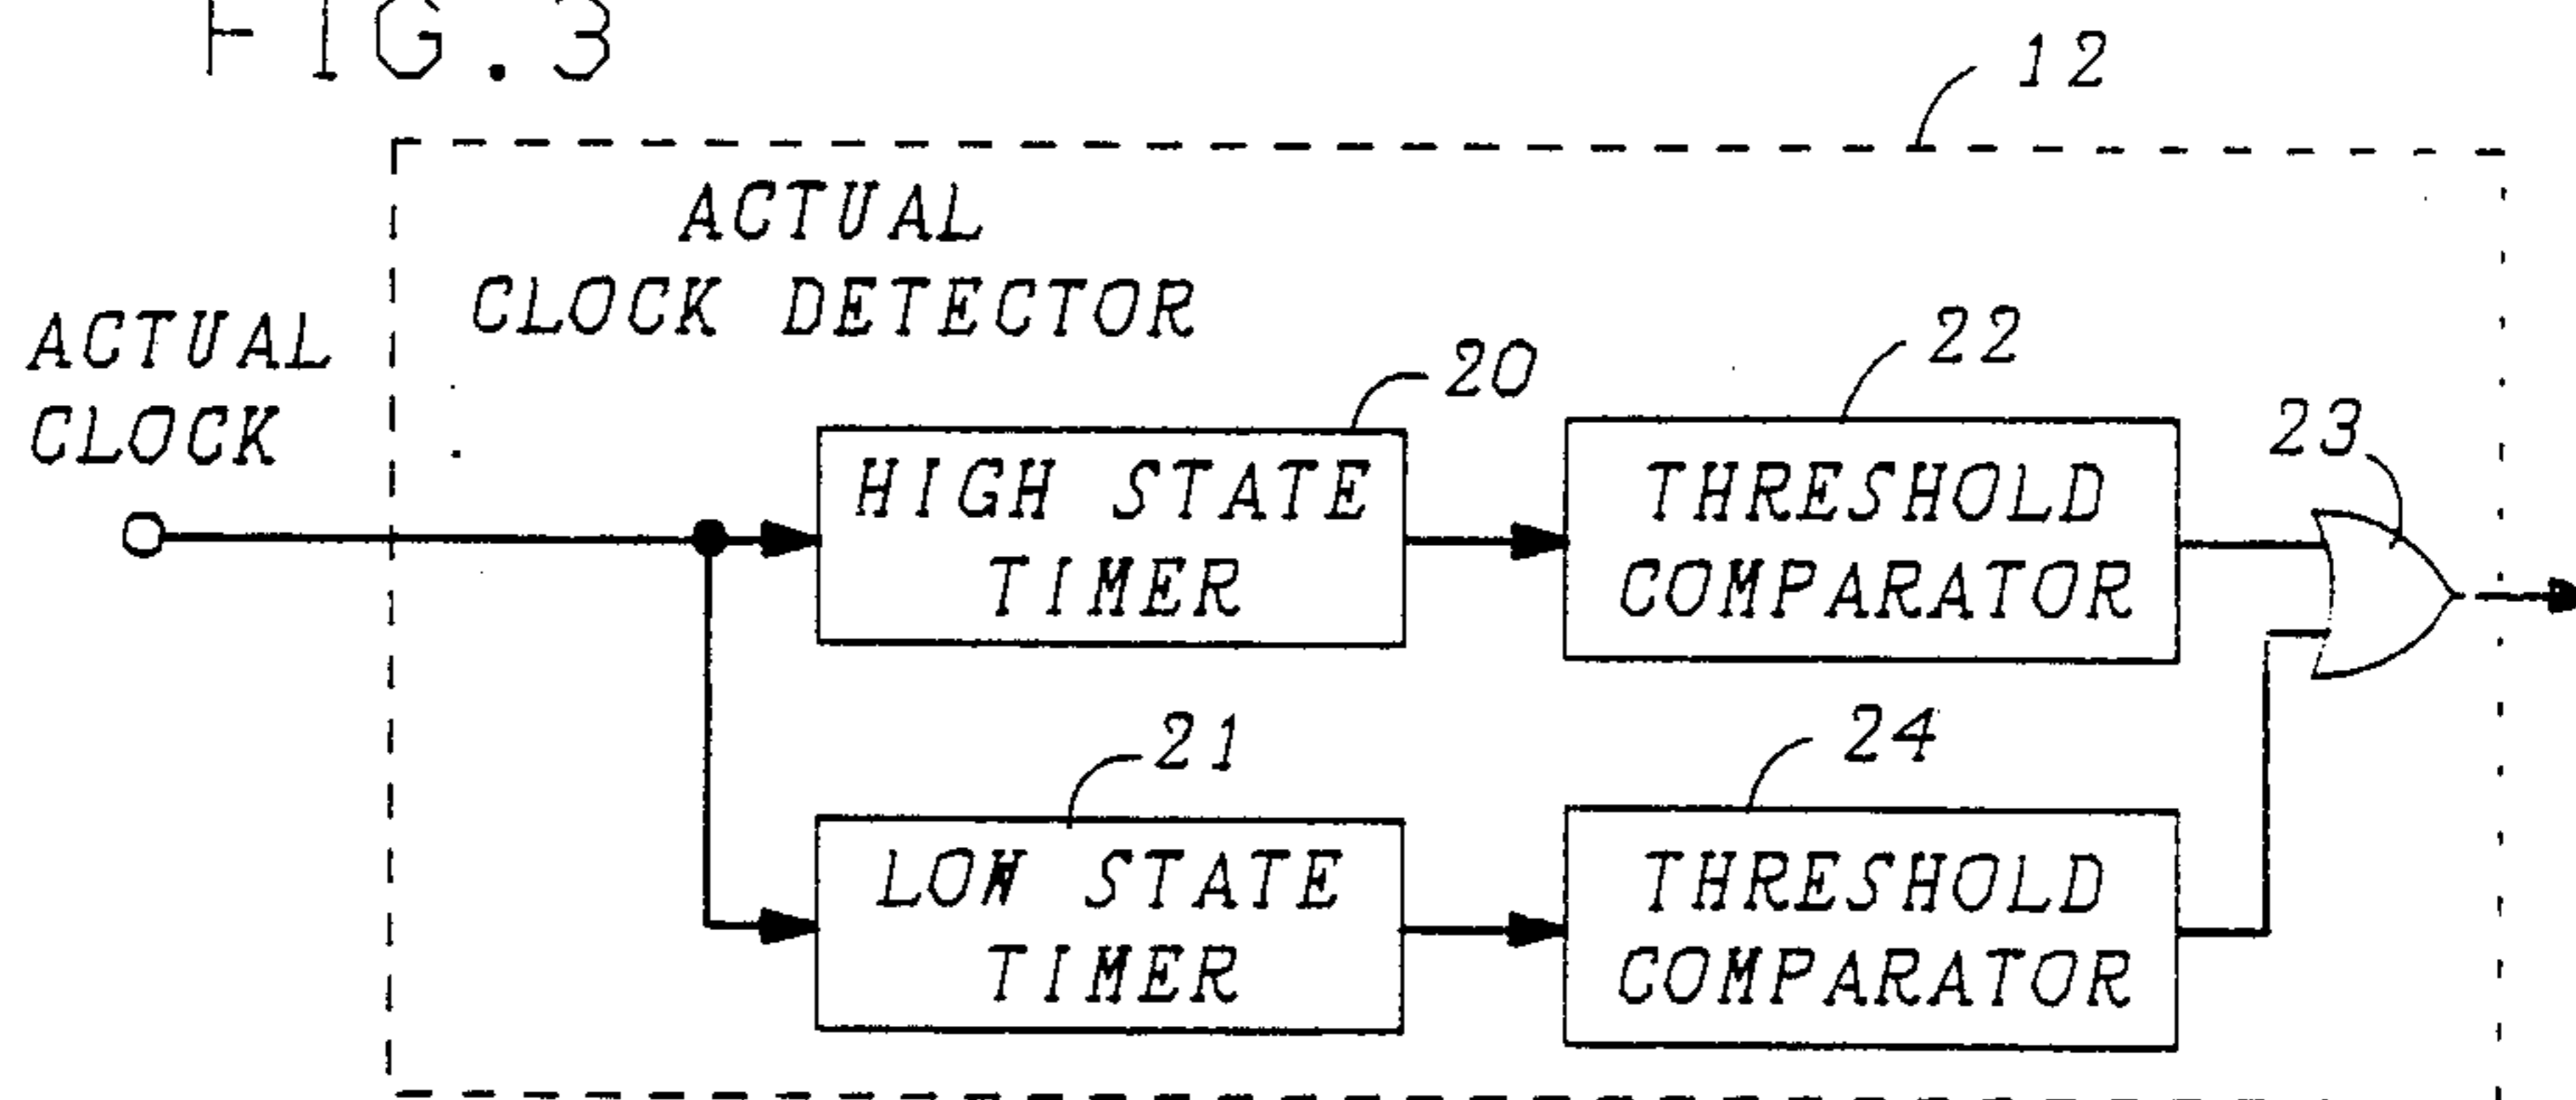 FIG.3
12
ACTUAL
CLOCK DETECTOR
ACTUAL
CLOCK
20
22
23
HIGH STATE
TIMER
THRESHOLD
COMPARATOR
21
24
LOW STATE
TIMER
THRESHOLD
COMPARATOR